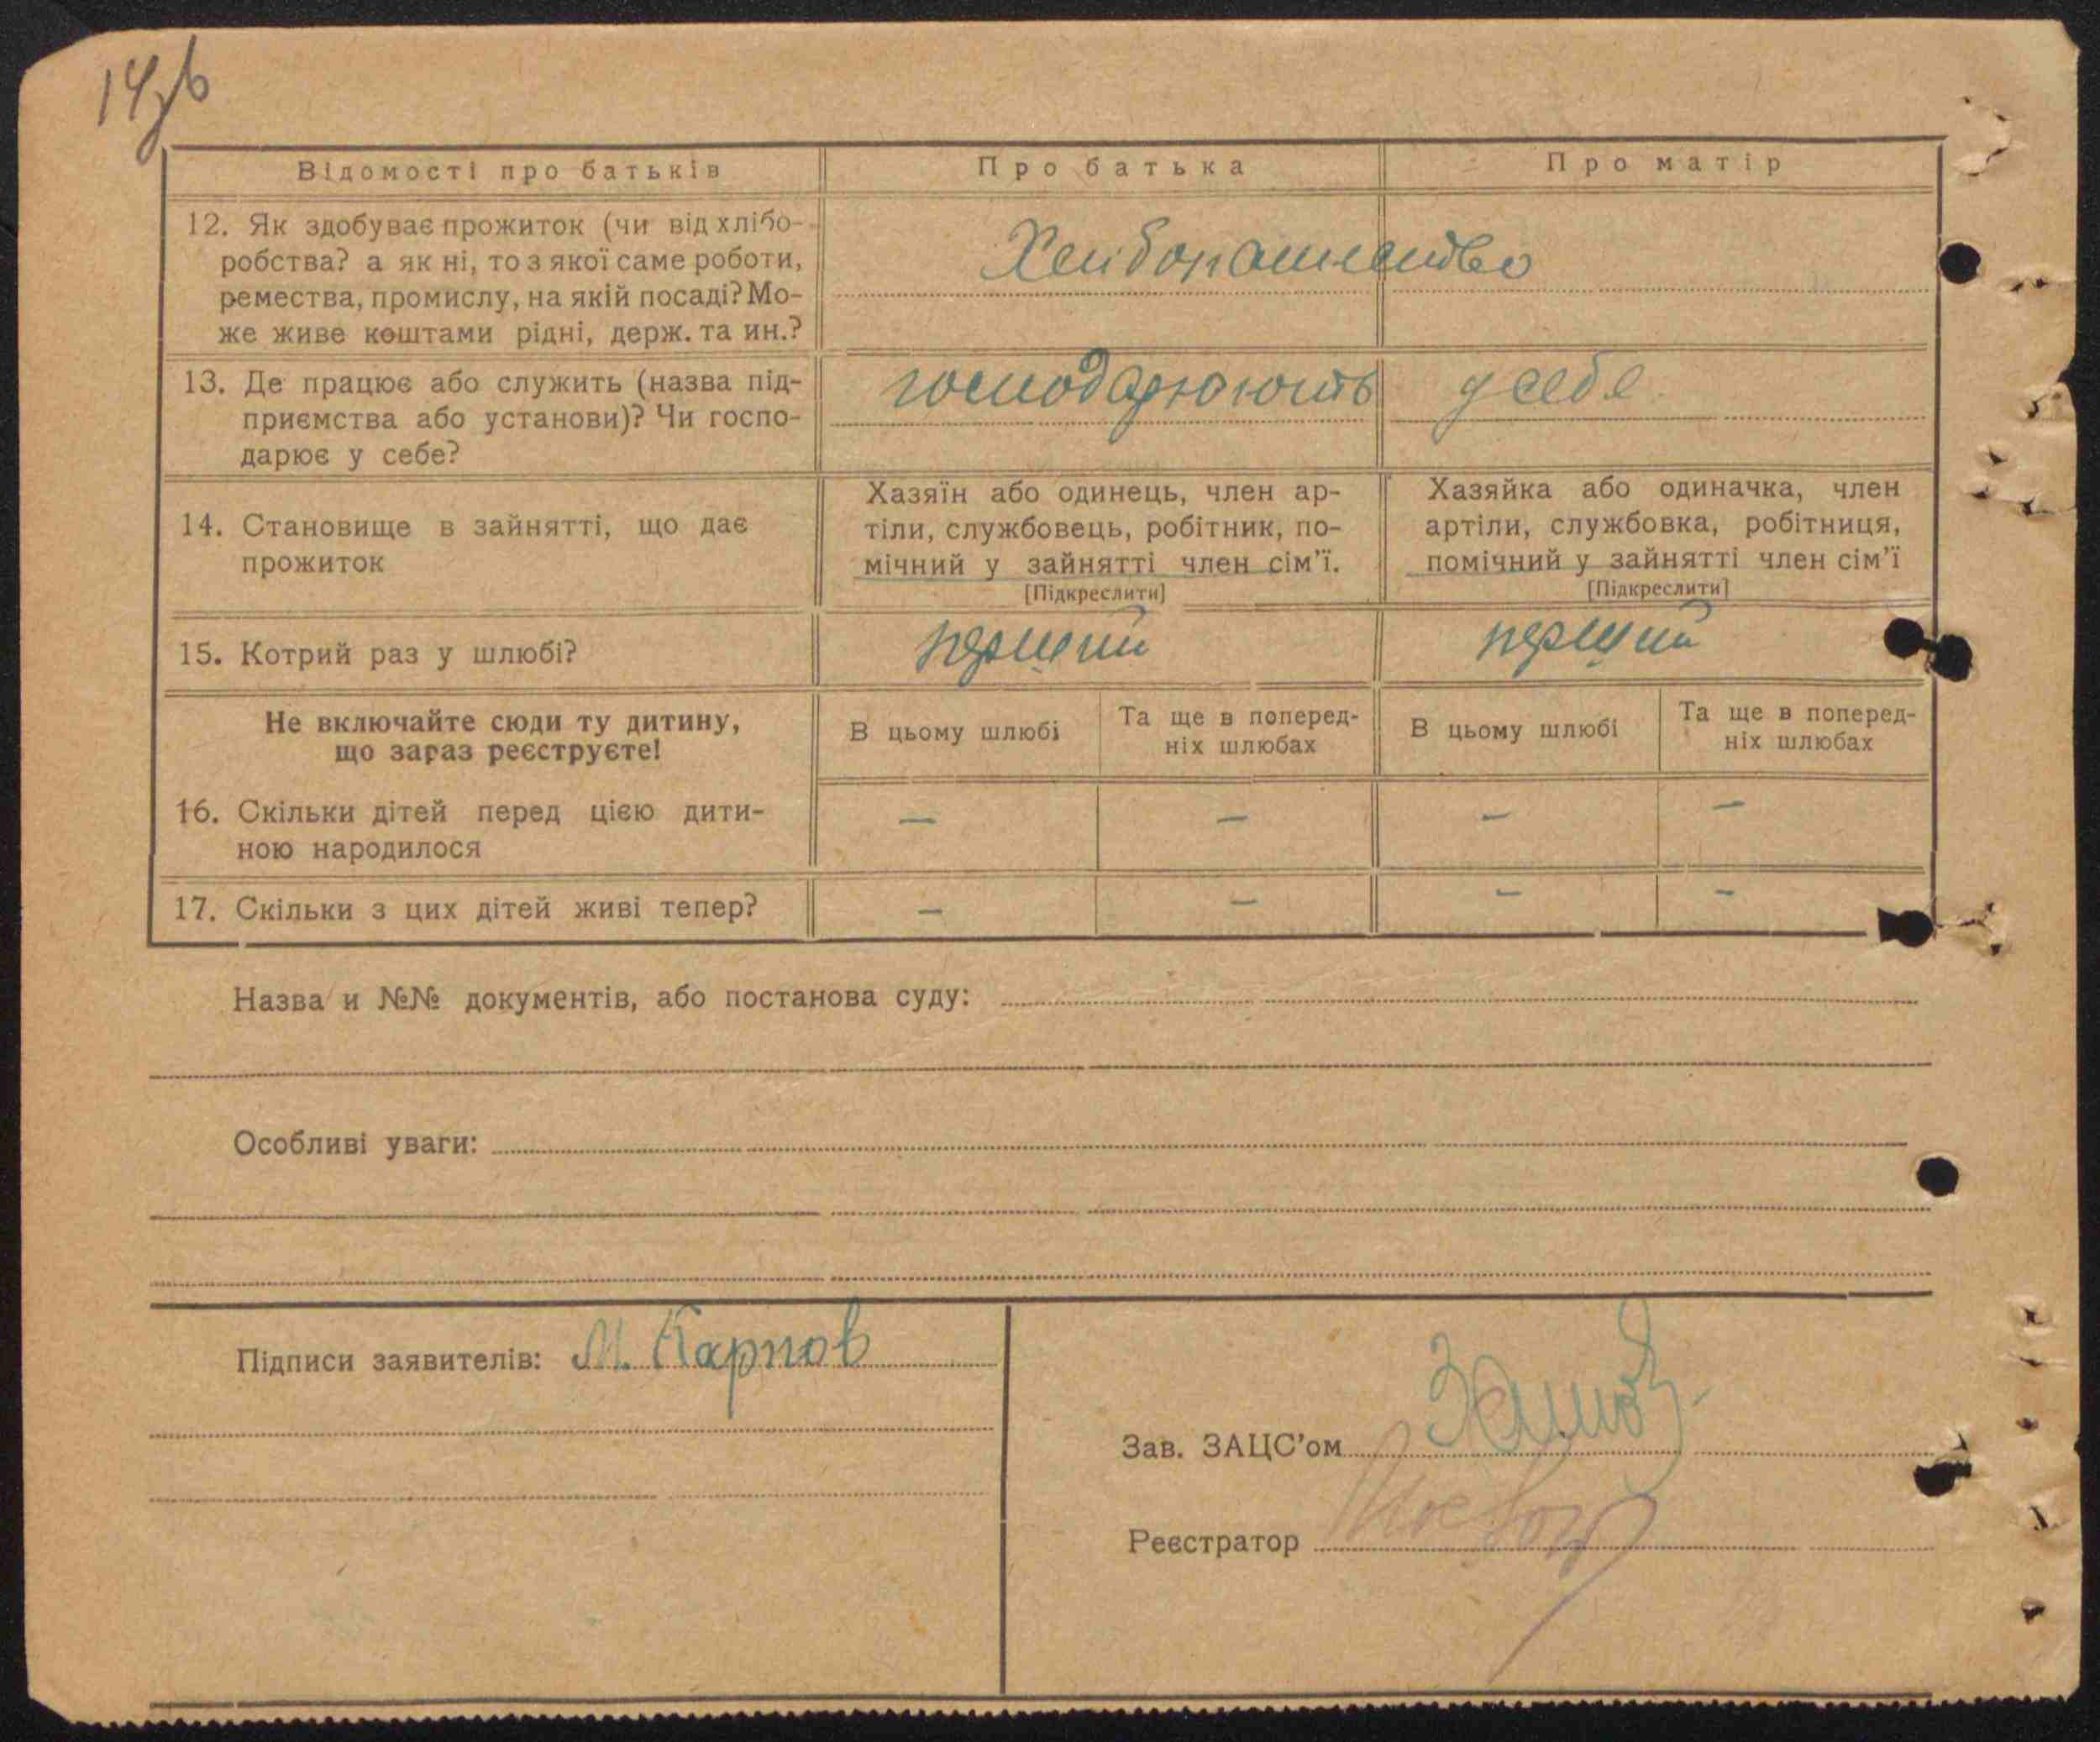 14зв
Відомості про батьків Про батька Про матір
12. Як здобуває прожиток (чи від хлібо-
робства? а як ні, то з якої саме роботи,
ремества, промислу, на якій посаді? Мо-
же живе коштами рідні, держ. та ин.?
Хлібопашенство
13. Де працює або служить (назва під-
приємства або установи)? Чи госпо-
дарює у себе?
господарюють у себе
14. Становище в зайнятті, що дає
прожиток
Хазяїн або одинець, член ар-
тіли, службовець, робітник, по-
мічний у зайнятті член сім'ї.
[Підкреслити]
Хазяйка або одиначка, член
артіли, службовка, робітниця,
помічний у зайнятті член сім'ї
[Підкреслити]
15. Котрий раз у шлюбі? перший перший
Не включайте сюди ту дитину,
що зараз реєструєте!
В цьому шлюбі
Та ще в поперед-
ніх шлюбах
В цьому шлюбі
Та ще в поперед-
ніх шлюбах
16. Скільки дітей перед цією дити-
ною народилося
— — — —
17. Скільки з цих дітей живі тепер? — — — —
Назва и №№ документів, або постанова суду:
Особливі уваги:
Підписи заявителів: М. Карпов
Зав. ЗАЦС'ом
Реєстратор